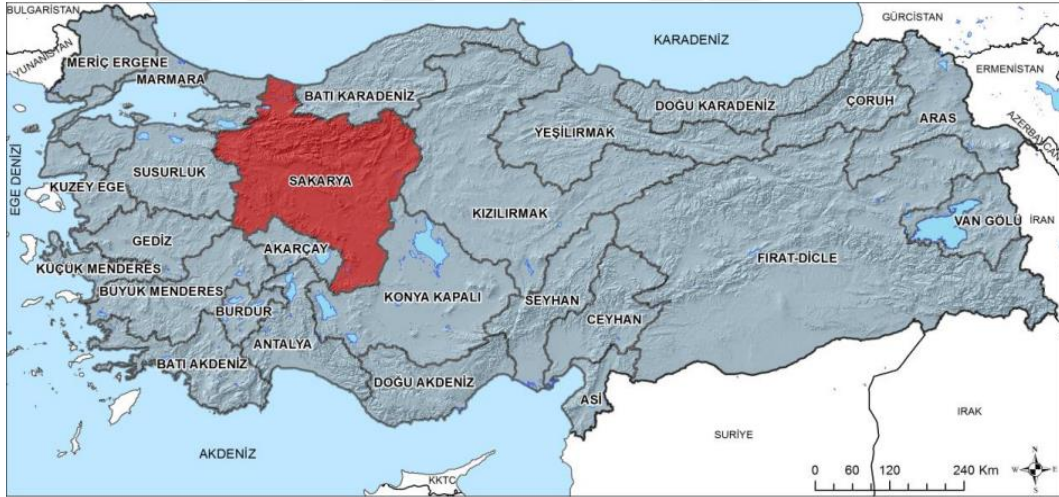 BULGARİSTAN
GÜRCİSTAN
YUNANİSTAN
KARADENİZ
MERİÇ ERGENE
ERMENİSTAN
MARMARA
BATI KARADENİZ
DOĞU KARADENİZ
ÇORUH
ARAS
YEŞİLIRMAK
AZERBAYCAN
EGE DENİZİ
SUSURLUK
SAKARYA
KUZEY EGE
KIZILIRMAK
VAN GÖLÜ
İRAN
GEDİZ
AKARÇAY
FIRAT-DİCLE
KÜÇÜK MENDERES
BÜYÜK MENDERES
KONYA KAPALI
SEYHAN
BURDUR
CEYHAN
ANTALYA
BATI AKDENİZ
DOĞU AKDENİZ
ASİ
IRAK
SURİYE
AKDENİZ
KKTC
N
W E
S
0 60 120 240 Km